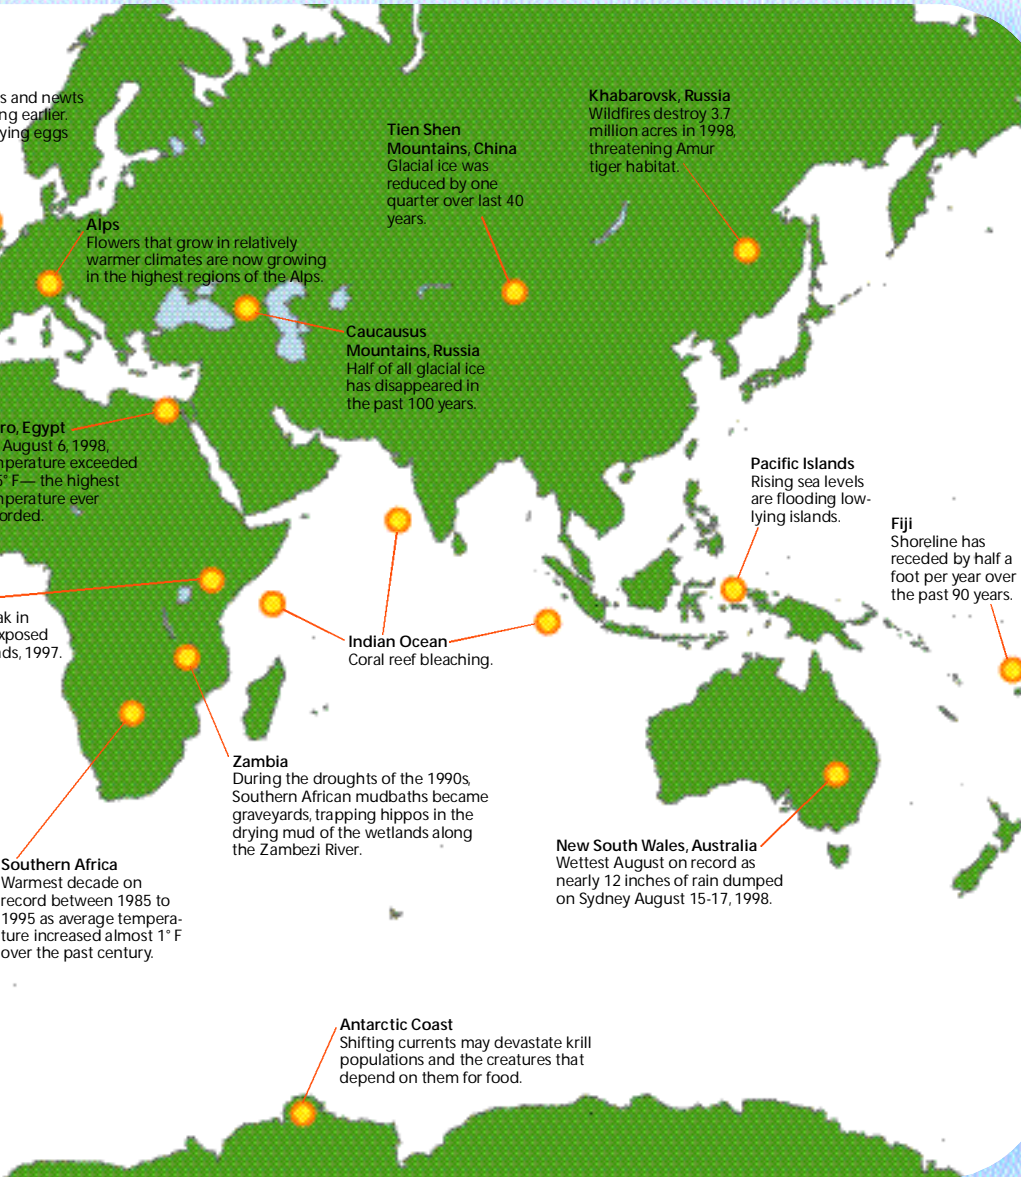 s and newts
ng earlier.
ying eggs
Khabarovsk, Russia
Wildfires destroy 3.7
million acres in 1998,
threatening Amur
tiger habitat.
Tien Shen
Mountains, China
Glacial ice was
reduced by one
quarter over last 40
years.
Alps
Flowers that grow in relatively
warmer climates are now growing
in the highest regions of the Alps.
Caucausus
Mountains, Russia
Half of all glacial ice
has disappeared in
the past 100 years.
ro, Egypt
August 6, 1998,
mperature exceeded
° F— the highest
mperature ever
orded.
Pacific Islands
Rising sea levels
are flooding low-
lying islands.
Fiji
Shoreline has
receded by half a
foot per year over
the past 90 years.
ak in
xposed
ds, 1997.
Indian Ocean
Coral reef bleaching.
Zambia
During the droughts of the 1990s,
Southern African mudbaths became
graveyards, trapping hippos in the
drying mud of the wetlands along
the Zambezi River.
New South Wales, Australia
Wettest August on record as
nearly 12 inches of rain dumped
on Sydney August 15-17, 1998.
Southern Africa
Warmest decade on
record between 1985 to
1995 as average tempera-
ture increased almost 1° F
over the past century.
Antarctic Coast
Shifting currents may devastate krill
populations and the creatures that
depend on them for food.